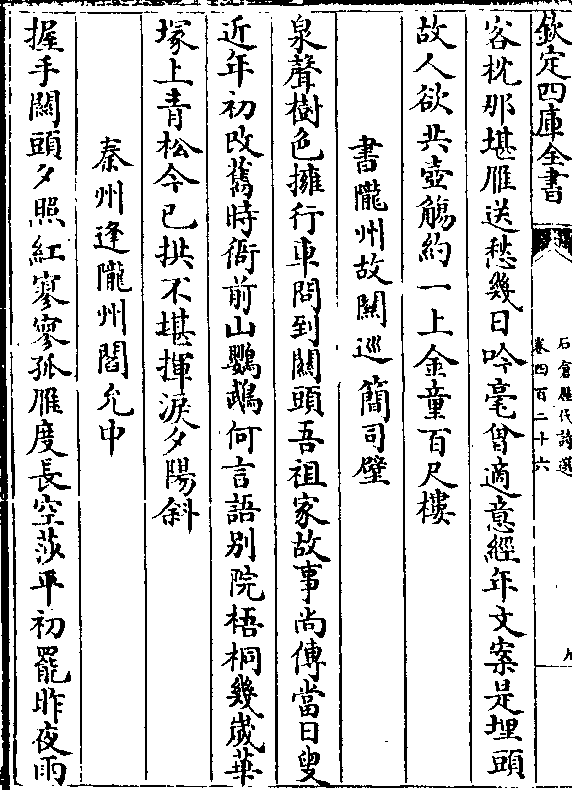 欽定四庫全書
石倉歷代詩選
卷四百二十六
九
客枕那堪雁送愁幾日吟毫曾適意經年文案是埋頭
故人欲共壺觴約一上金童百尺樓
書隴州故關巡簡司壁
泉聲樹色擁行車問到關頭吾祖家故事尚傳當日叟
近年初改舊時衙前山鸚鵡何言語别院梧桐幾嵗華
塚上青松今已拱不堪揮淚夕陽斜
秦州逢隴州閻允中
握手關頭夕照紅寥寥孤雁度長空莎平初罷昨夜雨